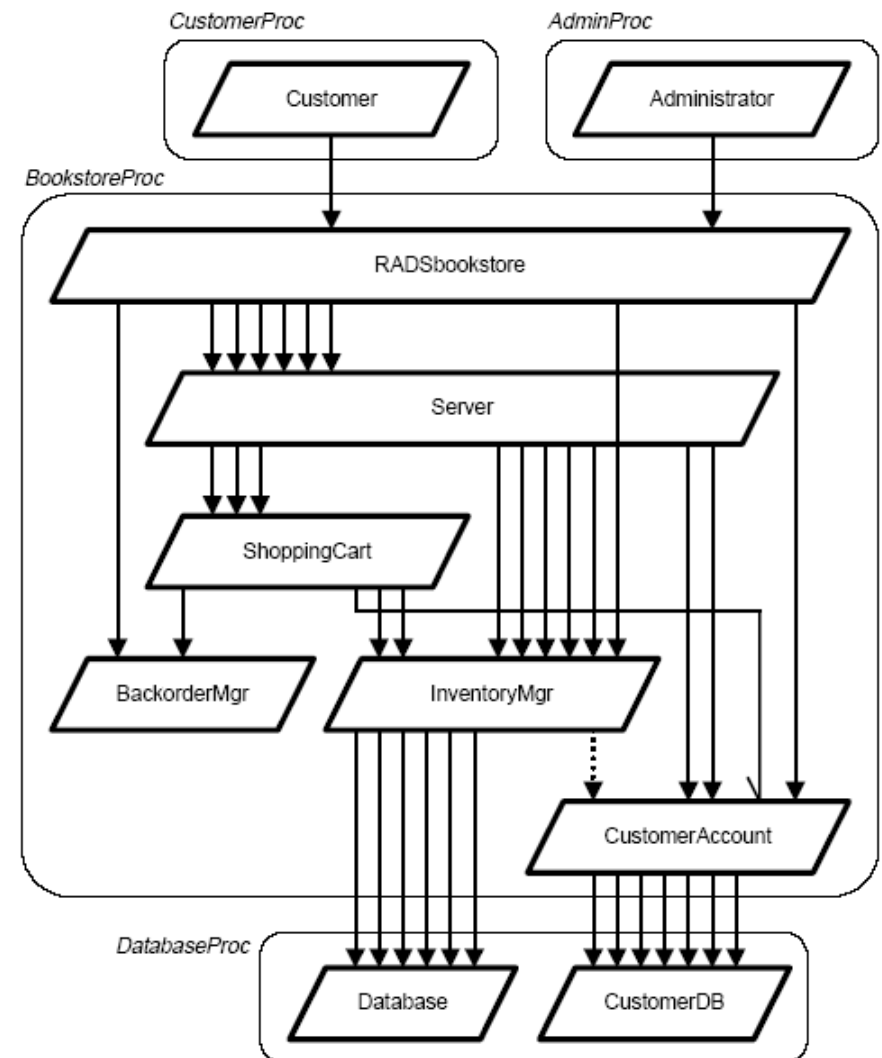 CustomerProc
AdminProc
Customer
Administrator
BookstoreProc
RADSbookstore
Server
ShoppingCart
BackorderMgr
InventoryMgr
CustomerAccount
DatabaseProc
Database
CustomerDB